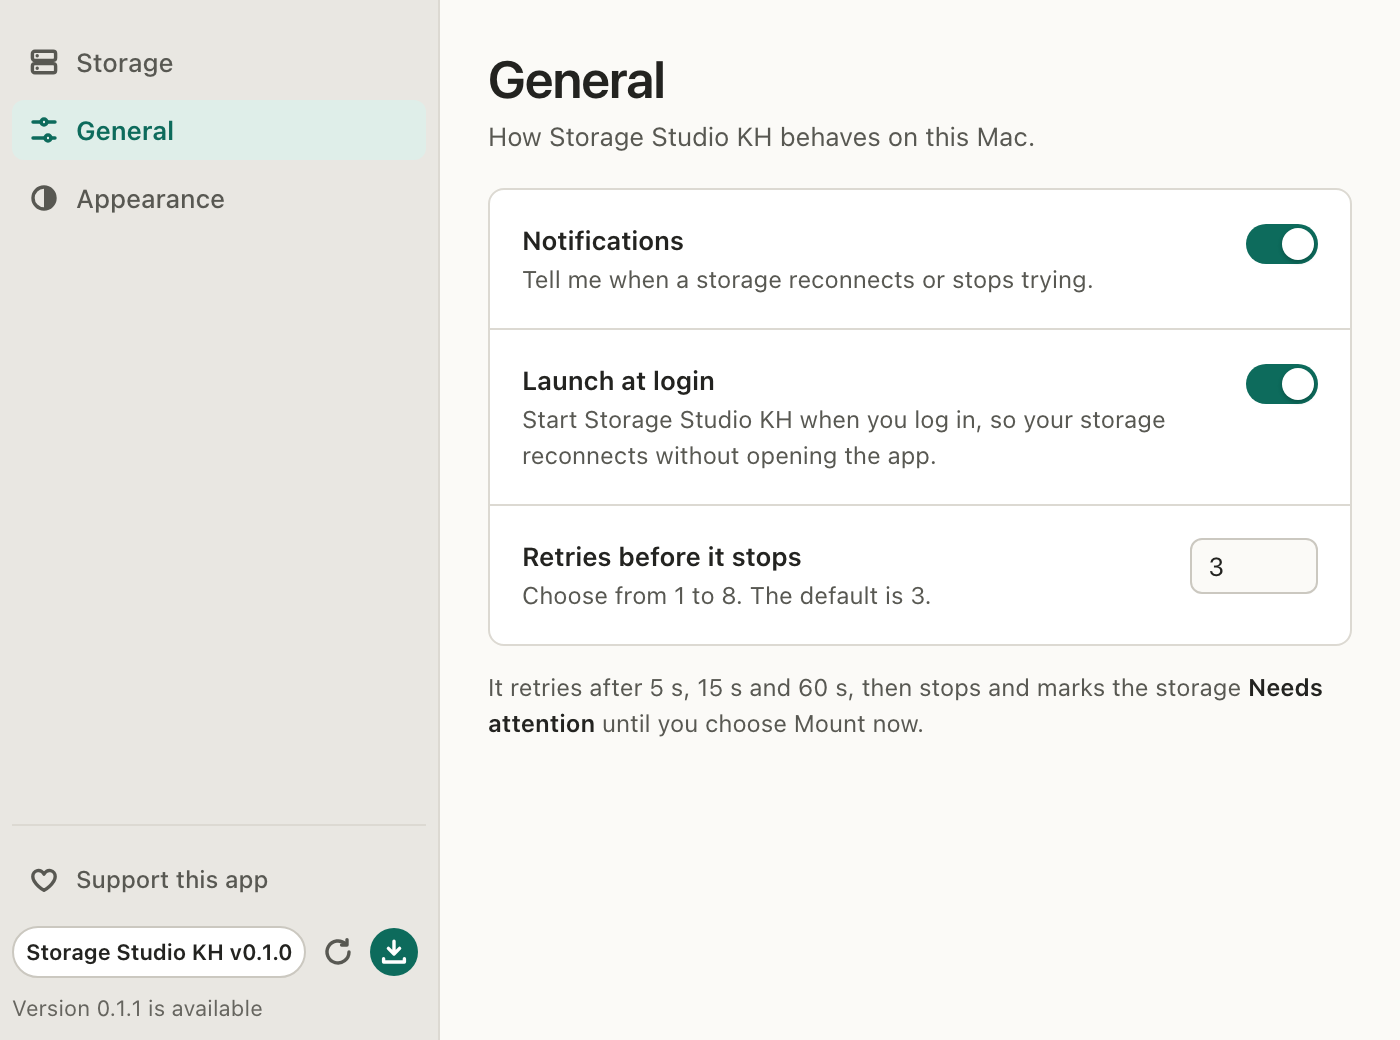 Storage
General
Appearance
Support this app
Storage Studio KH v0.1.0
Version 0.1.1 is available
General
How Storage Studio KH behaves on this Mac.
Notifications
Tell me when a storage reconnects or stops trying.
Launch at login
Start Storage Studio KH when you log in, so your storage
reconnects without opening the app.
Retries before it stops
3
Choose from 1 to 8. The default is 3.
It retries after 5 s, 15 s and 60 s, then stops and marks the storage Needs
attention until you choose Mount now.